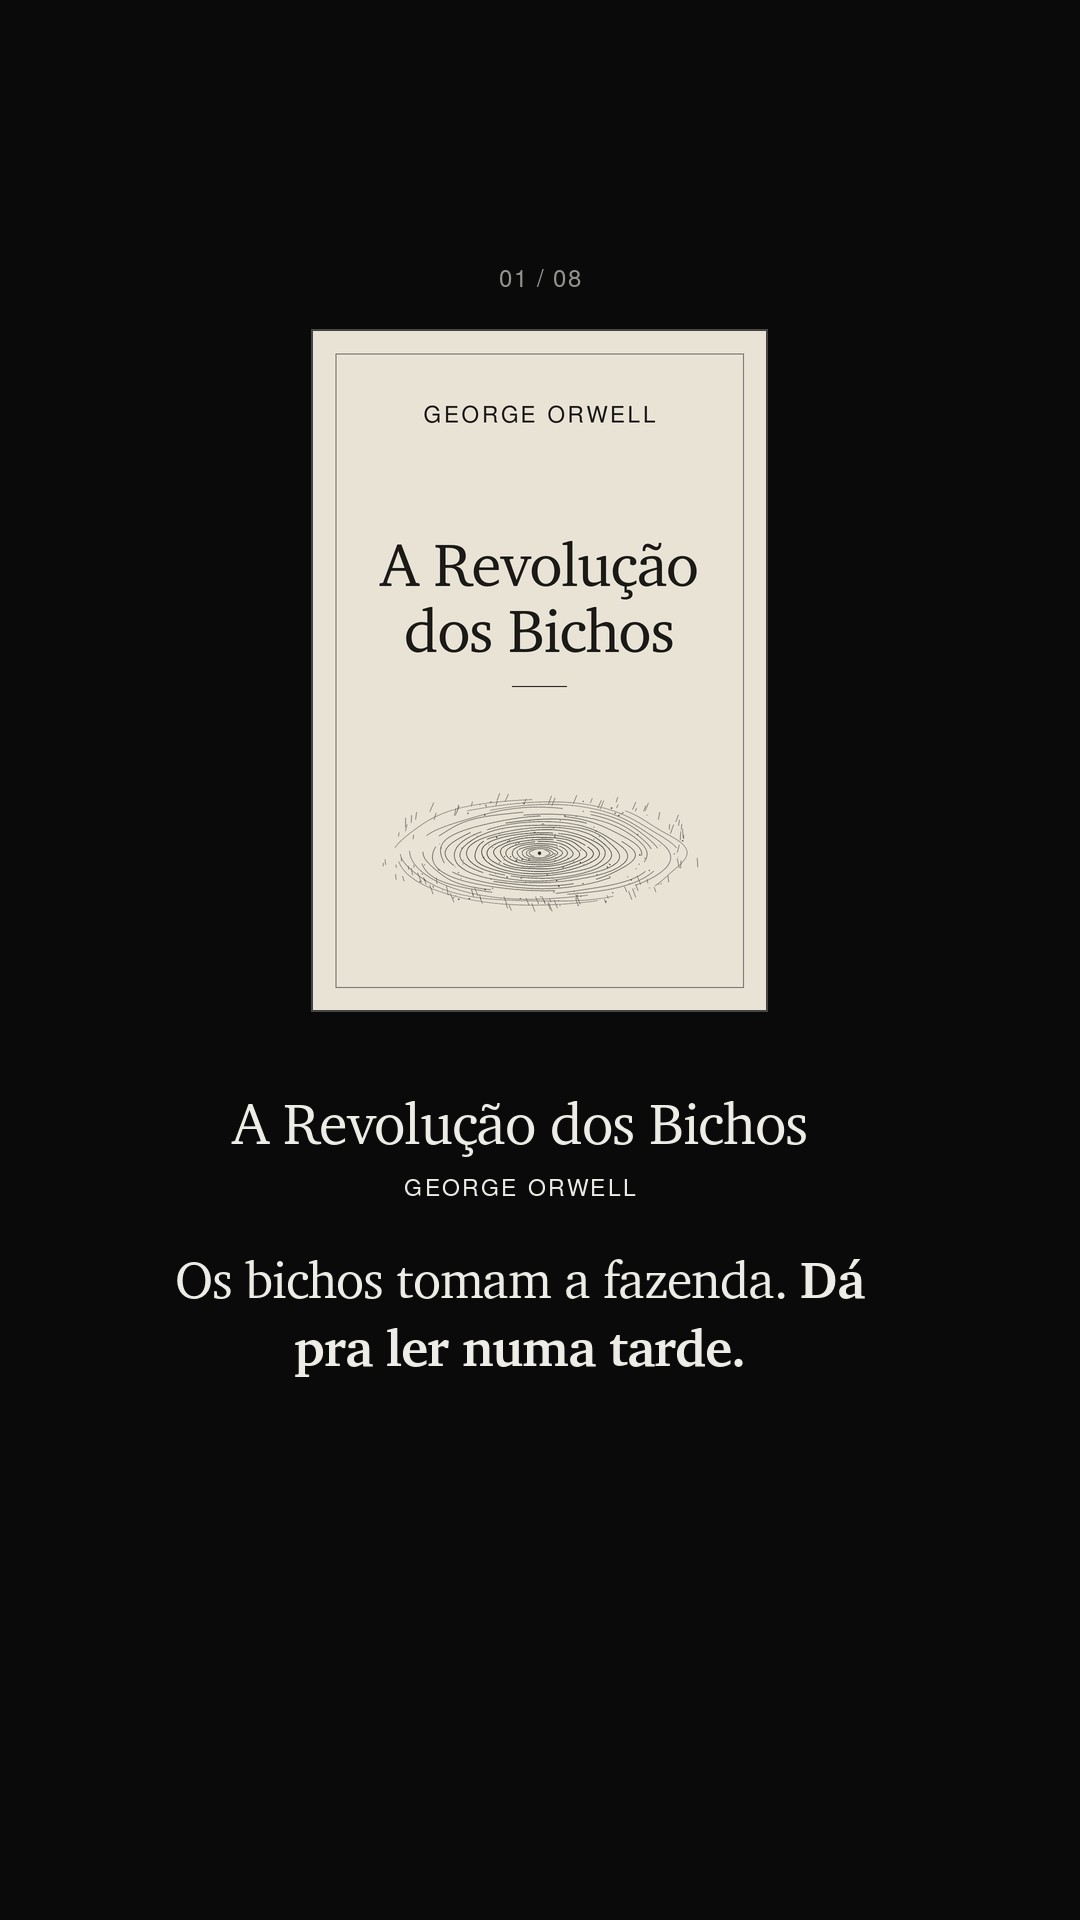 01 / 08
GEORGE ORWELL
A Revolução
dos Bichos
A Revolução dos Bichos
GEORGE ORWELL
Os bichos tomam a fazenda. Dá
pra ler numa tarde.